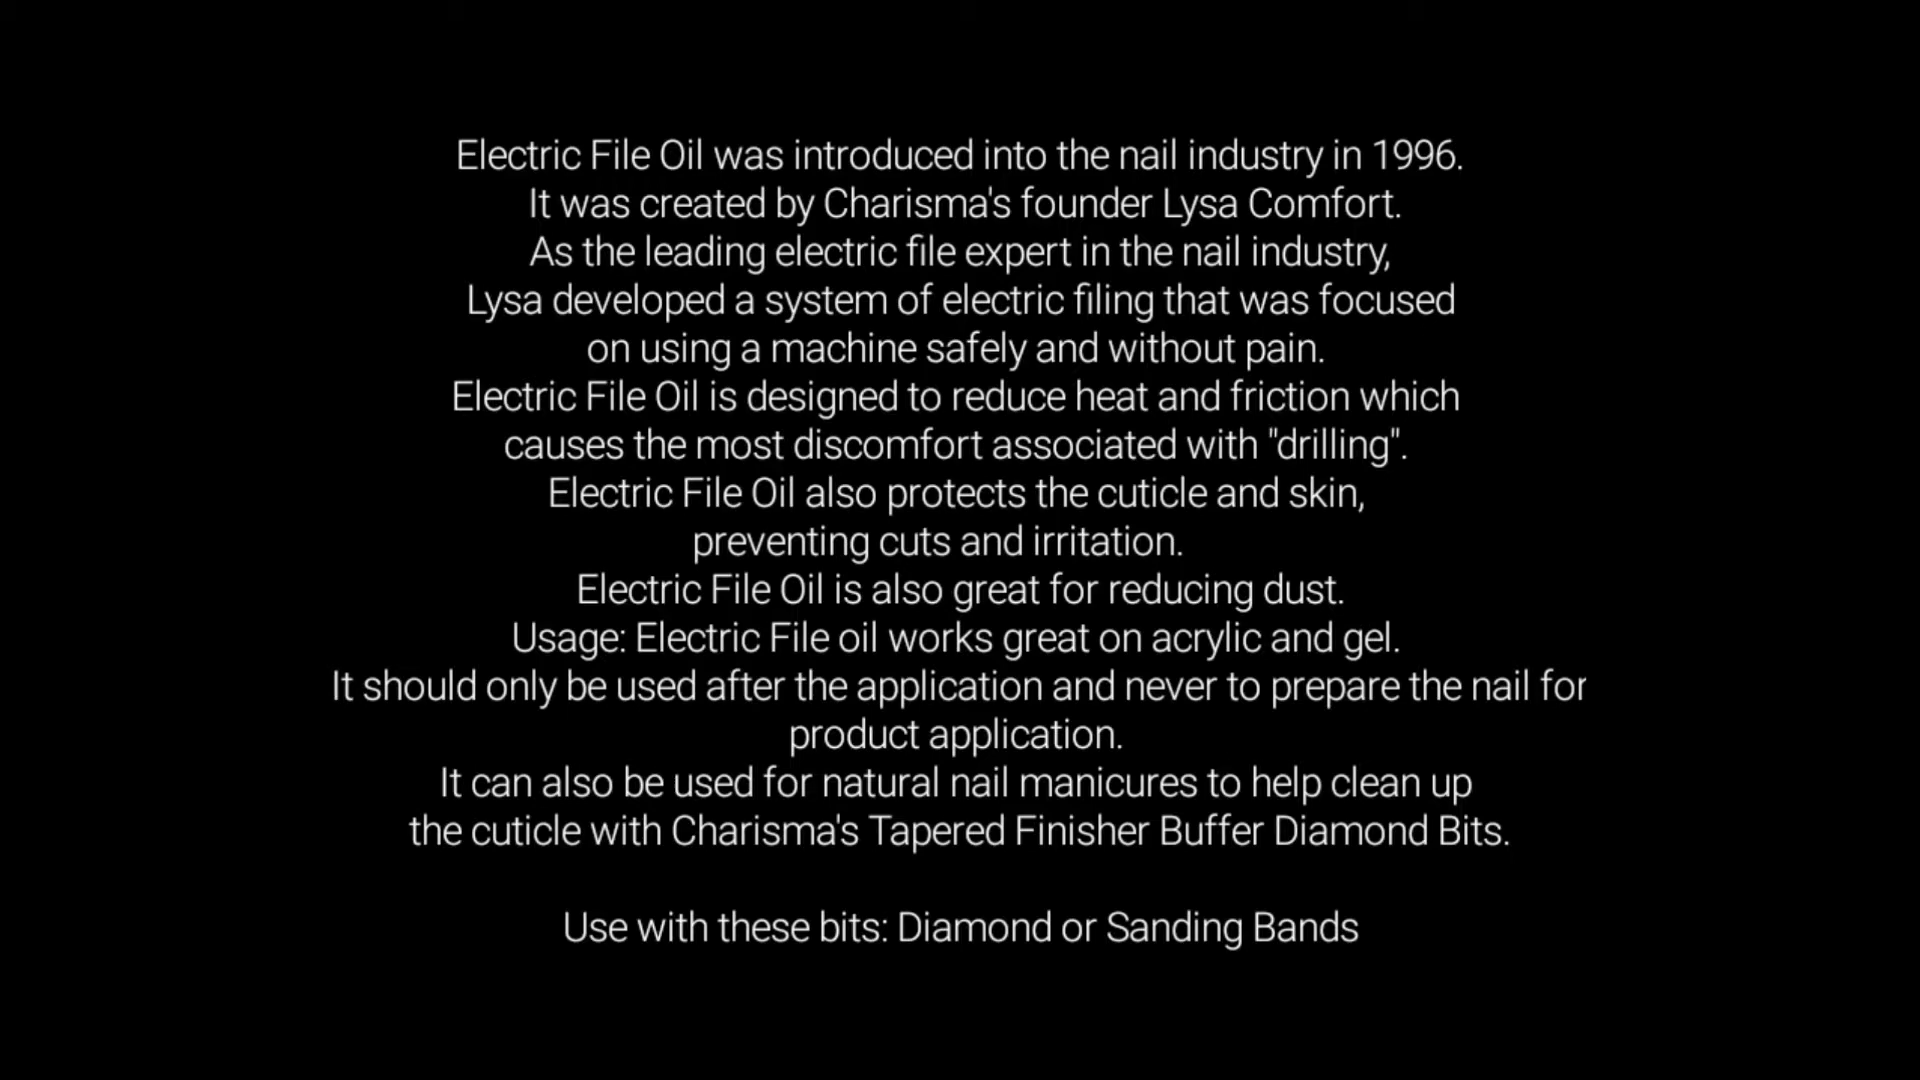 Electric File Oil was introduced into the nail industry in 1996.
It was created by Charisma's founder Lysa Comfort.
As the leading electric file expert in the nail industry,
Lysa developed a system of electric filing that was focused
on using a machine safely and without pain.
Electric File Oil is designed to reduce heat and friction which
causes the most discomfort associated with "drilling".
Electric File Oil also protects the cuticle and skin,
preventing cuts and irritation.
Electric File Oil is also great for reducing dust.
Usage: Electric File oil works great on acrylic and gel.
It should only be used after the application and never to prepare the nail for
product application.
It can also be used for natural nail manicures to help clean up
the cuticle with Charisma's Tapered Finisher Buffer Diamond Bits.
Use with these bits: Diamond or Sanding Bands